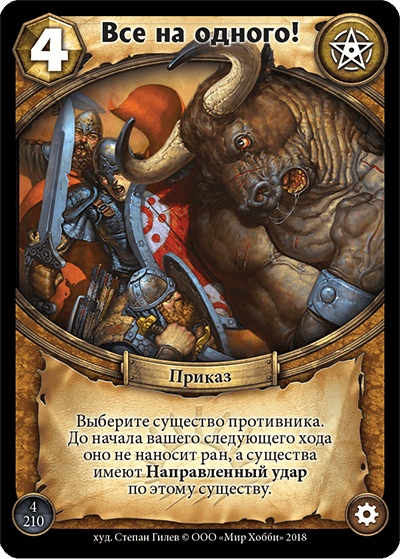 4
Все на одного!
Приказ
Выберите существо противника.
До начала вашего следующего хода
оно не наносит ран, а существа
имеют Направленный удар
по этому существу.
4
210
худ. Степан Гилев © ООО «Мир Хобби» 2018